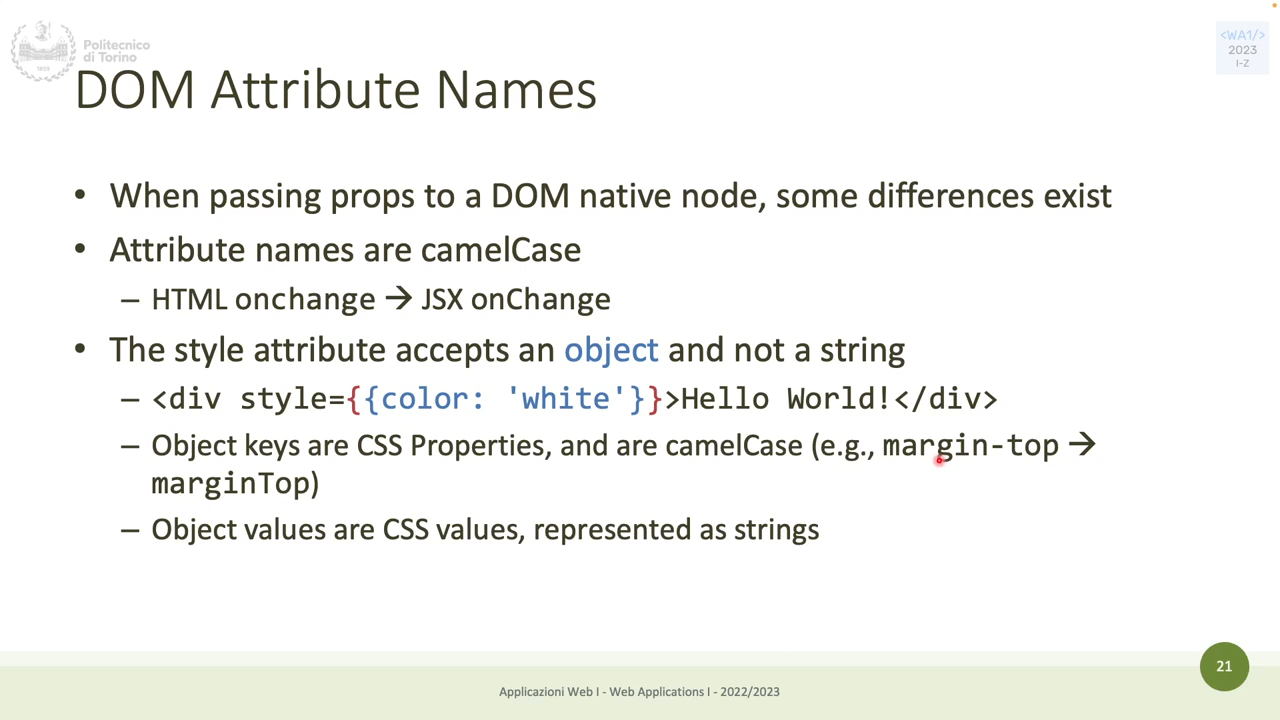 Politecnico
di Torino
1859
<WA1/>
2023
I-Z
DOM Attribute Names
• When passing props to a DOM native node, some differences exist
• Attribute names are camelCase
– HTML onchange → JSX onChange
• The style attribute accepts an object and not a string
– <div style={{color: 'white'}}>Hello World!</div>
– Object keys are CSS Properties, and are camelCase (e.g., margin-top →
marginTop)
– Object values are CSS values, represented as strings
21
Applicazioni Web I - Web Applications I - 2022/2023